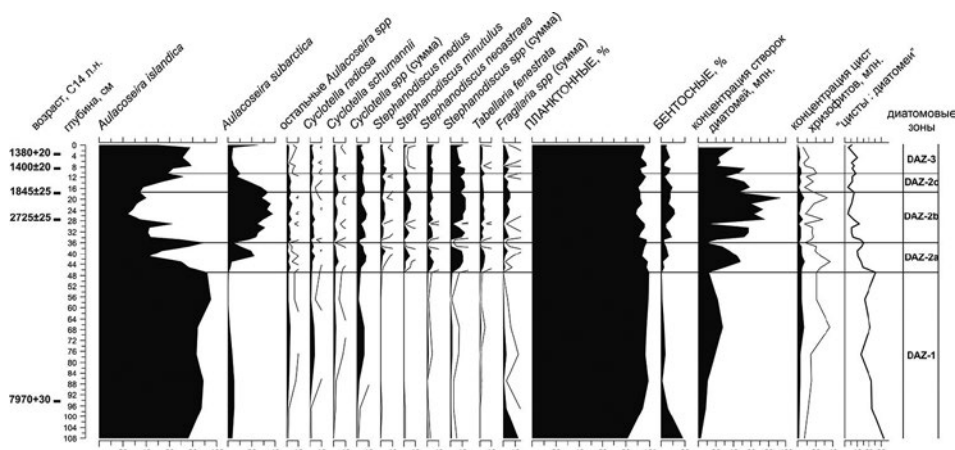 возраст, С14 л.н.
глубина, см
Aulacoseira islandica
Aulacoseira subarctica
остальные Aulacoseira spp
Cyclotella radiosa
Cyclotella schumannii
Cyclotella spp (сумма)
Stephanodiscus medius
Stephanodiscus minutulus
Stephanodiscus neoastraea
Stephanodiscus spp (сумма)
Tabellaria fenestrata
Fragilaria spp (сумма)
ПЛАНКТОННЫЕ, %
БЕНТОСНЫЕ, %
концентрация створок
диатомей, млн.
концентрация цист
хризофитов, млн.
"цисты : диатомеи"
диатомовые
зоны
1380+20
1400+20
1845+25
2725+25
7970+30
0
4
8
12
16
20
24
28
32
36
40
44
48
52
56
60
64
68
72
76
80
84
88
92
96
100
104
108
DAZ-3
DAZ-2c
DAZ-2b
DAZ-2a
DAZ-1